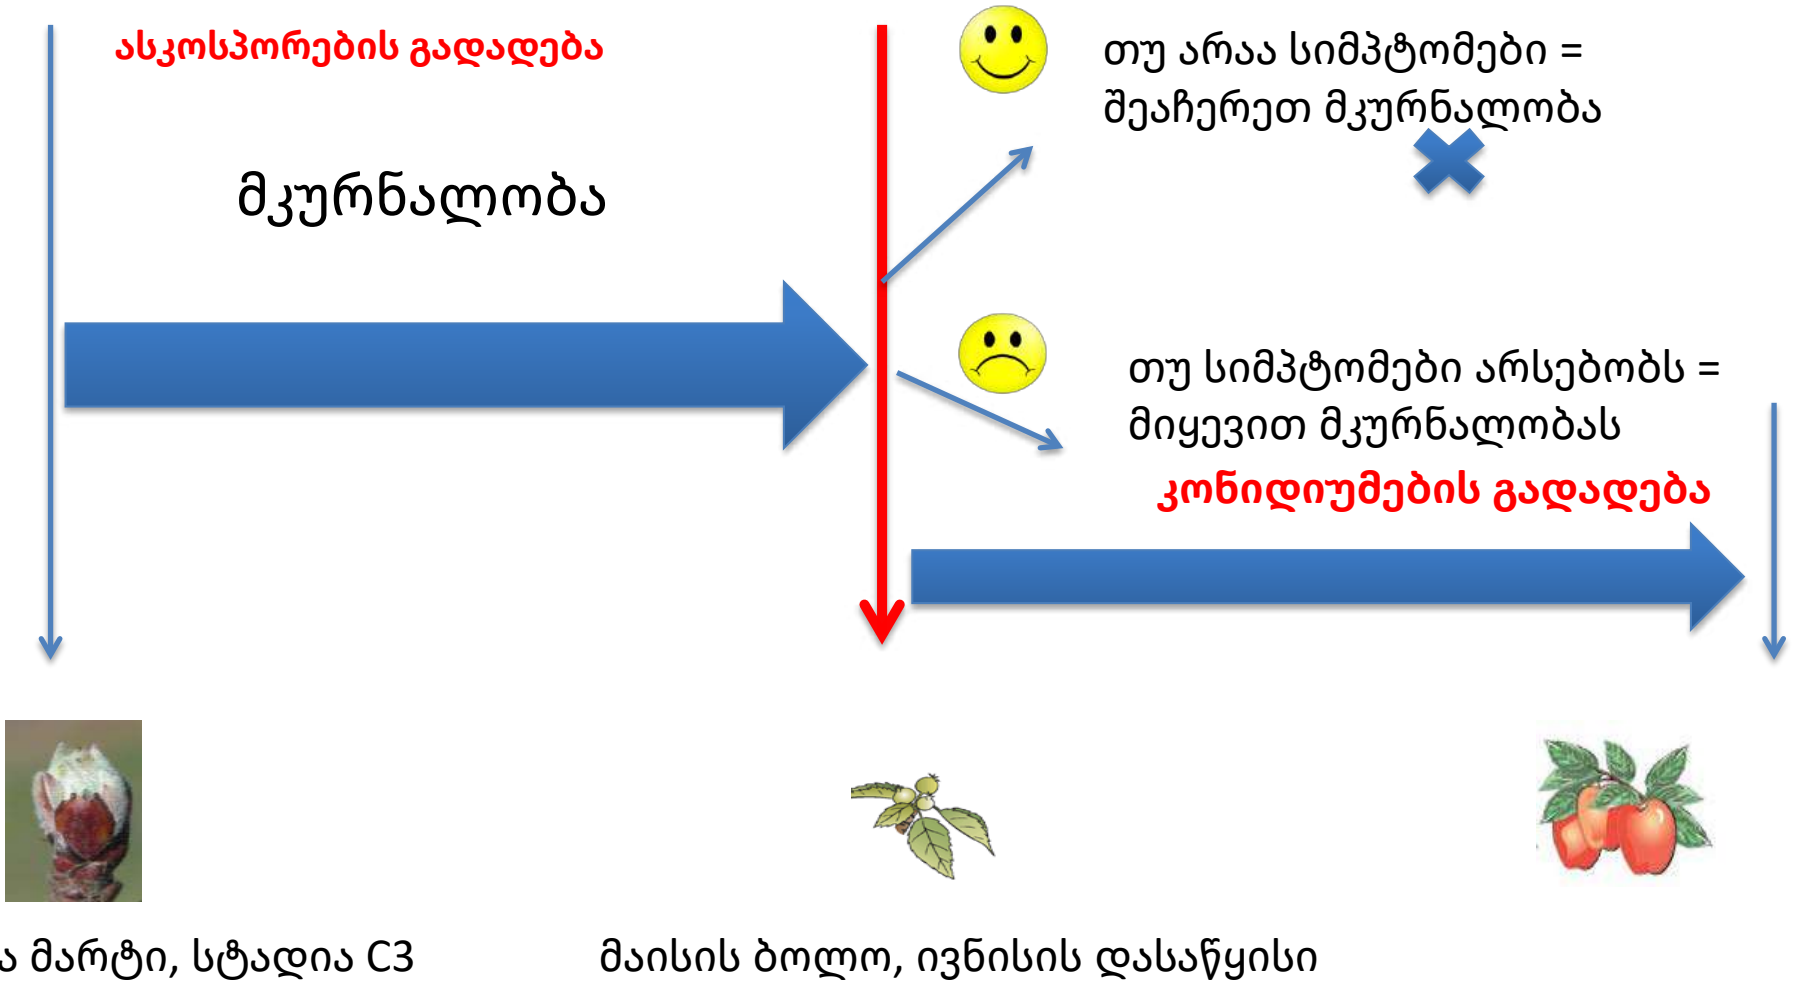 ასკოსპორების გადადება
თუ არაა სიმპტომები =
შეაჩერეთ მკურნალობა
მკურნალობა
თუ სიმპტომები არსებობს =
მიყევით მკურნალობას
კონიდიუმების გადადება
მარტი, სტადია C3
მაისის ბოლო, ივნისის დასაწყისი